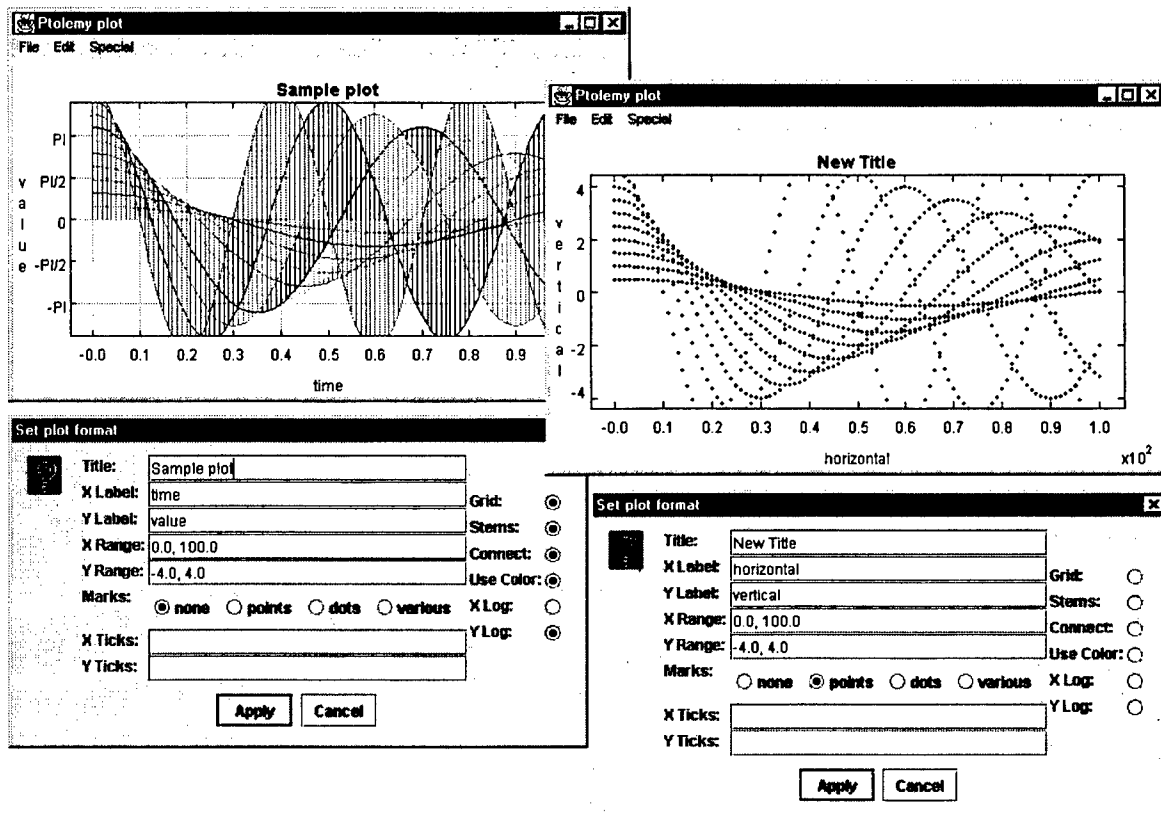 Ptolemy plot
File Edit Special
Sample plot
PI
PI/2
0
-PI/2
-PI
value
-0.0 0.1 0.2 0.3 0.4 0.5 0.6 0.7 0.8 0.9
time
Ptolemy plot
File Edit Special
New Title
4
2
0
-2
-4
vertical
-0.0 0.1 0.2 0.3 0.4 0.5 0.6 0.7 0.8 0.9 1.0
horizontal x10^2
Set plot format
Title: Sample plot
X Label: time
Y Label: value
X Range: 0.0, 100.0
Y Range: -4.0, 4.0
Marks: none points dots various
X Ticks:
Y Ticks:
Grid:
Stems:
Connect:
Use Color:
X Log:
Y Log:
Apply Cancel
Set plot format
Title: New Title
X Label: horizontal
Y Label: vertical
X Range: 0.0, 100.0
Y Range: -4.0, 4.0
Marks: none points dots various
X Ticks:
Y Ticks:
Grid:
Stems:
Connect:
Use Color:
X Log:
Y Log:
Apply Cancel